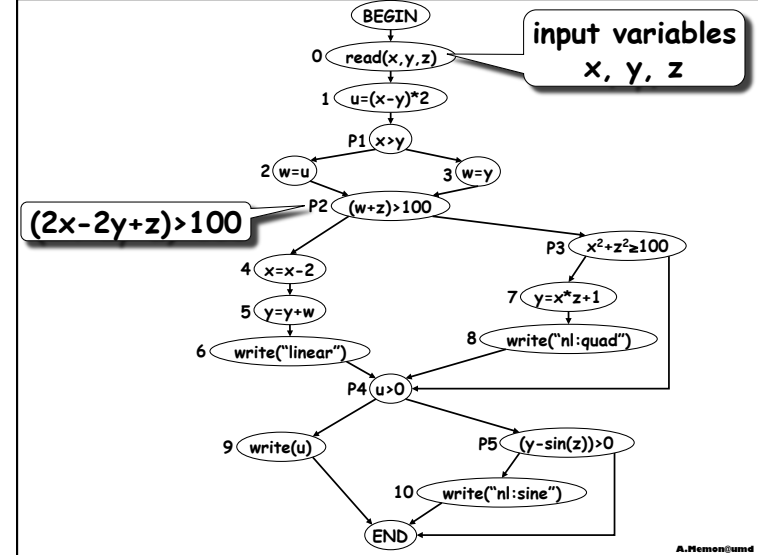 BEGIN
input variables
x, y, z
0 read(x,y,z)
1 u=(x-y)*2
P1 x>y
2 w=u
3 w=y
(2x-2y+z)>100
P2 (w+z)>100
P3 x²+z²≥100
4 x=x-2
7 y=x*z+1
5 y=y+w
8 write("nl:quad")
6 write("linear")
P4 u>0
9 write(u)
P5 (y-sin(z))>0
10 write("nl:sine")
END
A.Memon@umd